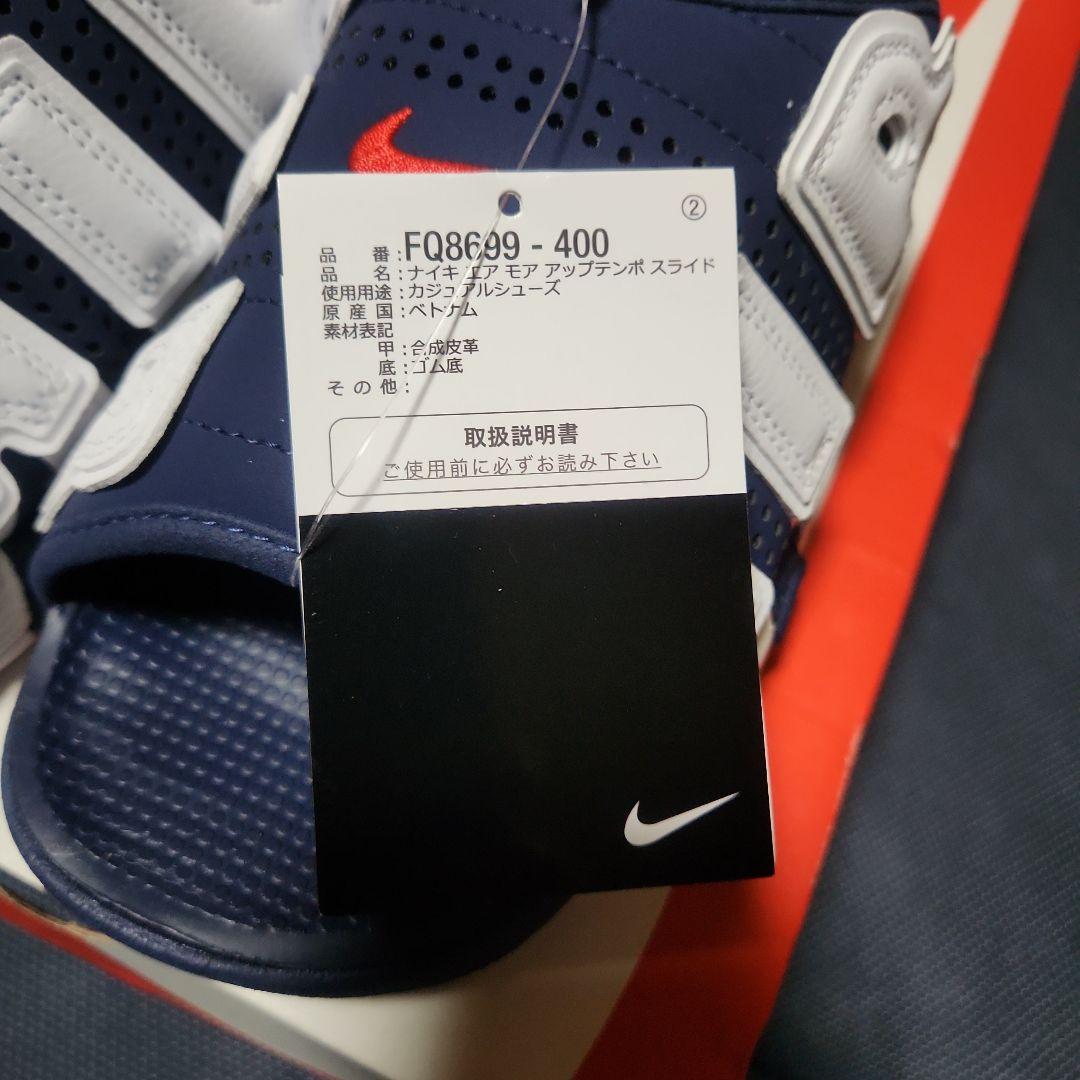 ②
品番:FQ8699-400
品名:ナイキ エア モア アップテンポ スライド
使用用途:カジュアルシューズ
原産国:ベトナム
素材表記
甲:合成皮革
底:ゴム底
その他:
取扱説明書
ご使用前に必ずお読み下さい